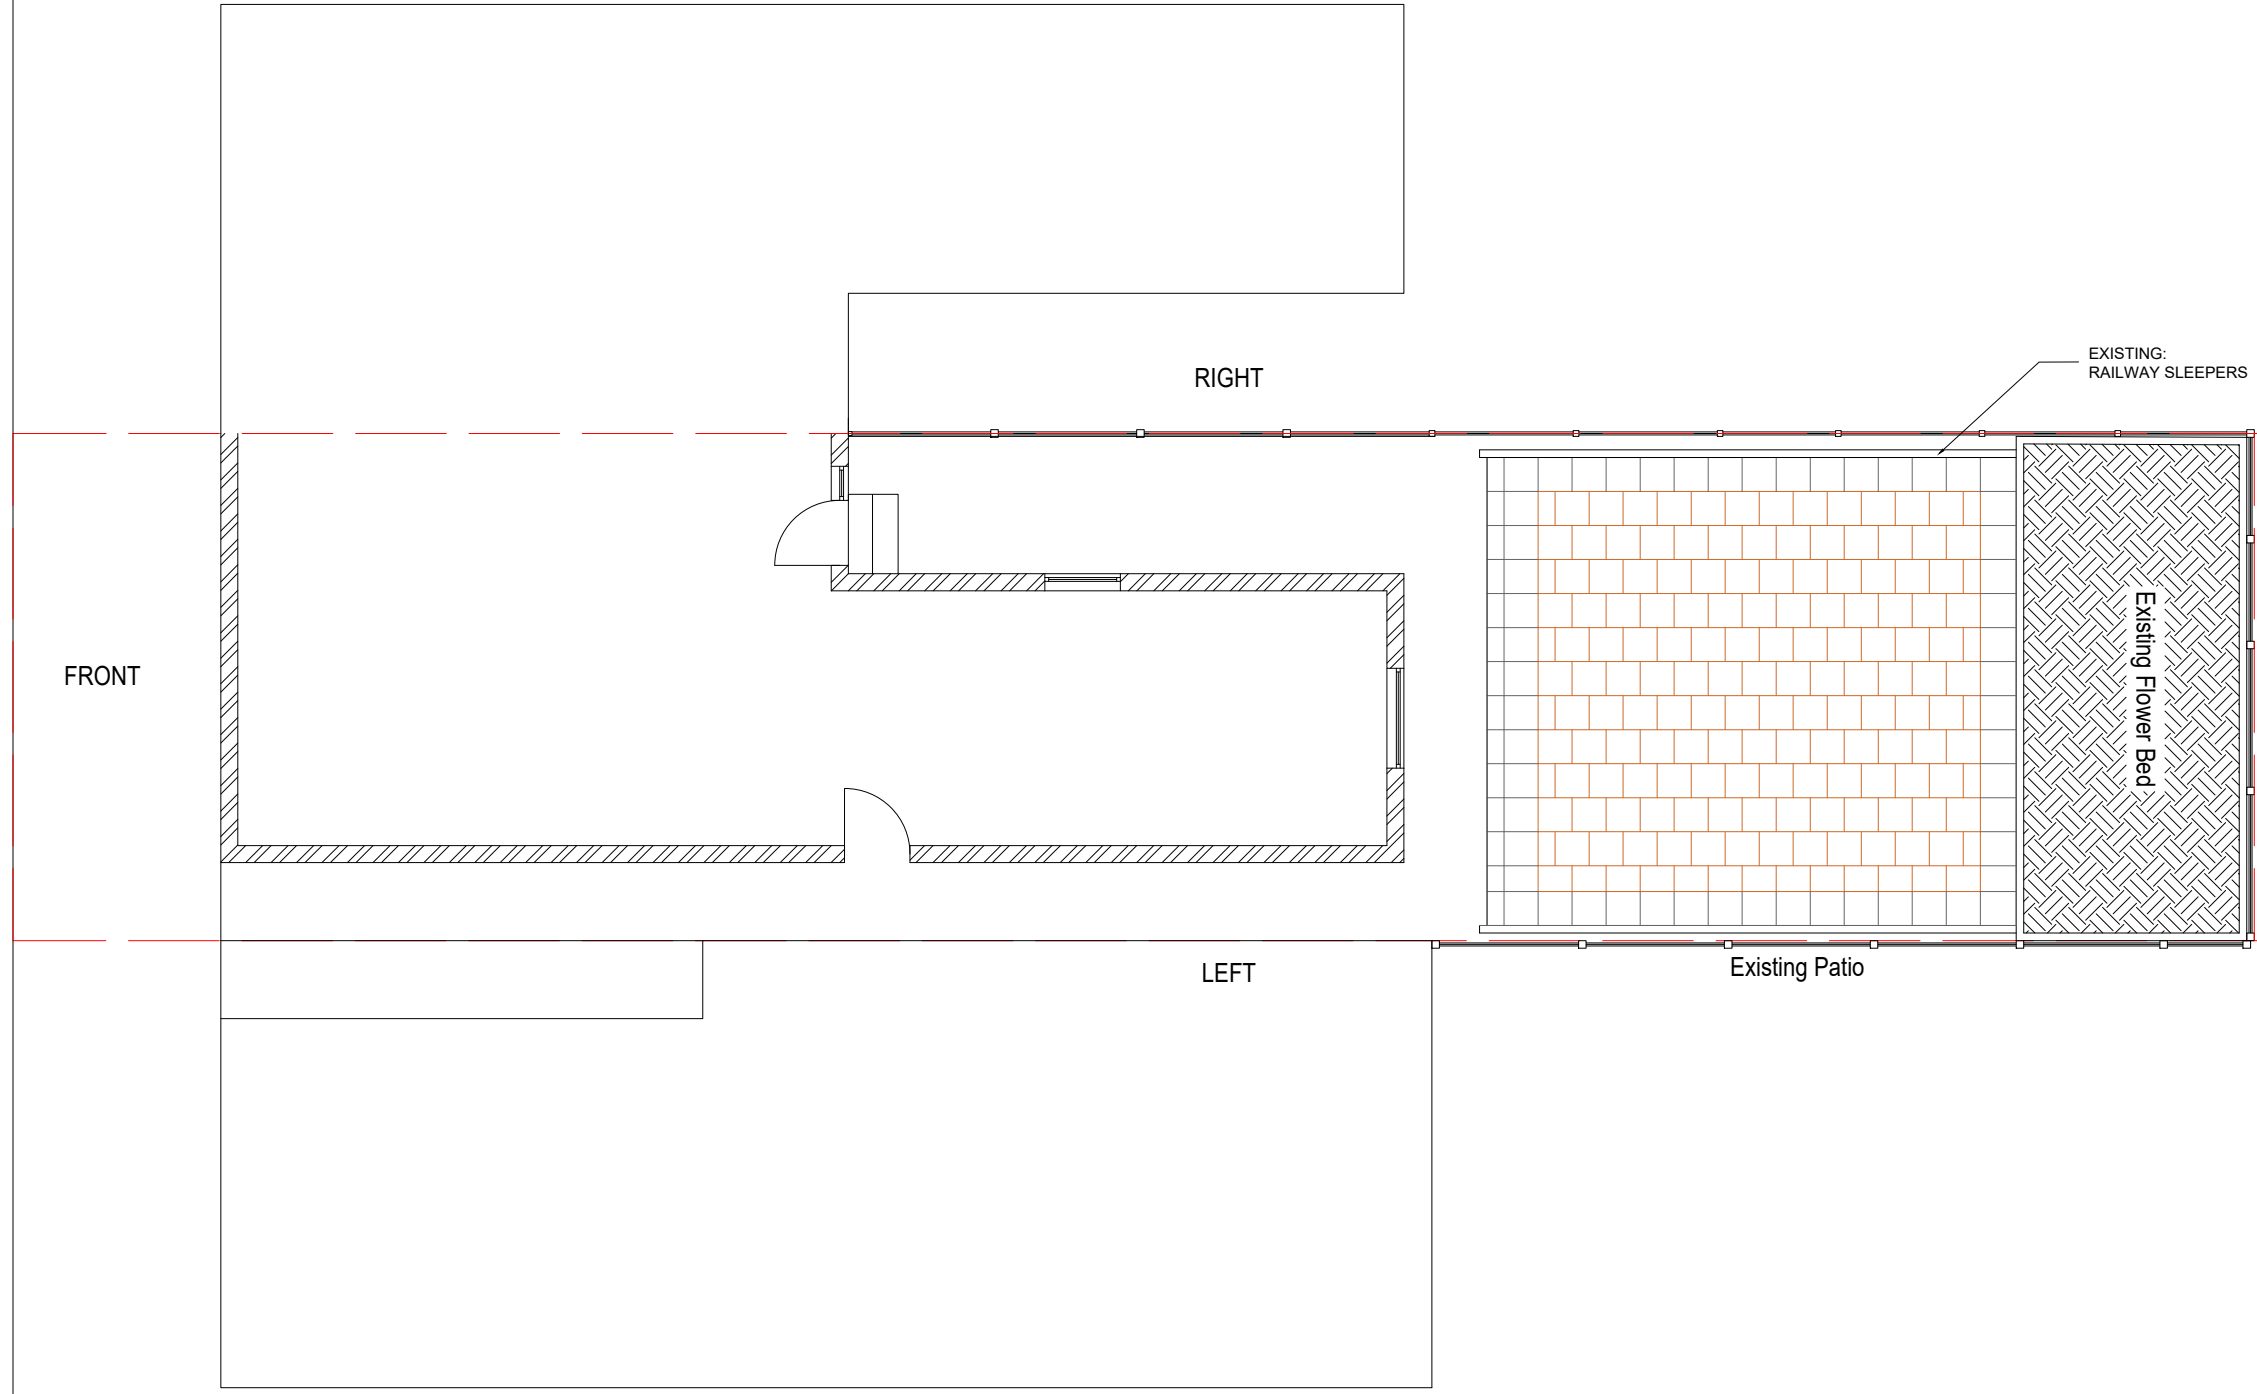 RIGHT
EXISTING:
RAILWAY SLEEPERS
FRONT
Existing Flower Bed
LEFT
Existing Patio